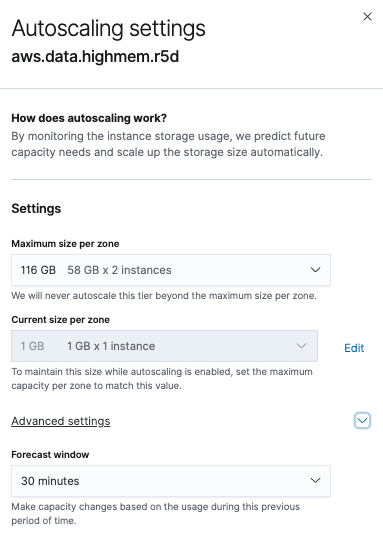 Autoscaling settings
aws.data.highmem.r5d
How does autoscaling work?
By monitoring the instance storage usage, we predict future
capacity needs and scale up the storage size automatically.
Settings
Maximum size per zone
116 GB 58 GB x 2 instances
We will never autoscale this tier beyond the maximum size per zone.
Current size per zone
1 GB 1 GB x 1 instance
Edit
To maintain this size while autoscaling is enabled, set the maximum
capacity per zone to match this value.
Advanced settings
Forecast window
30 minutes
Make capacity changes based on the usage during this previous
period of time.